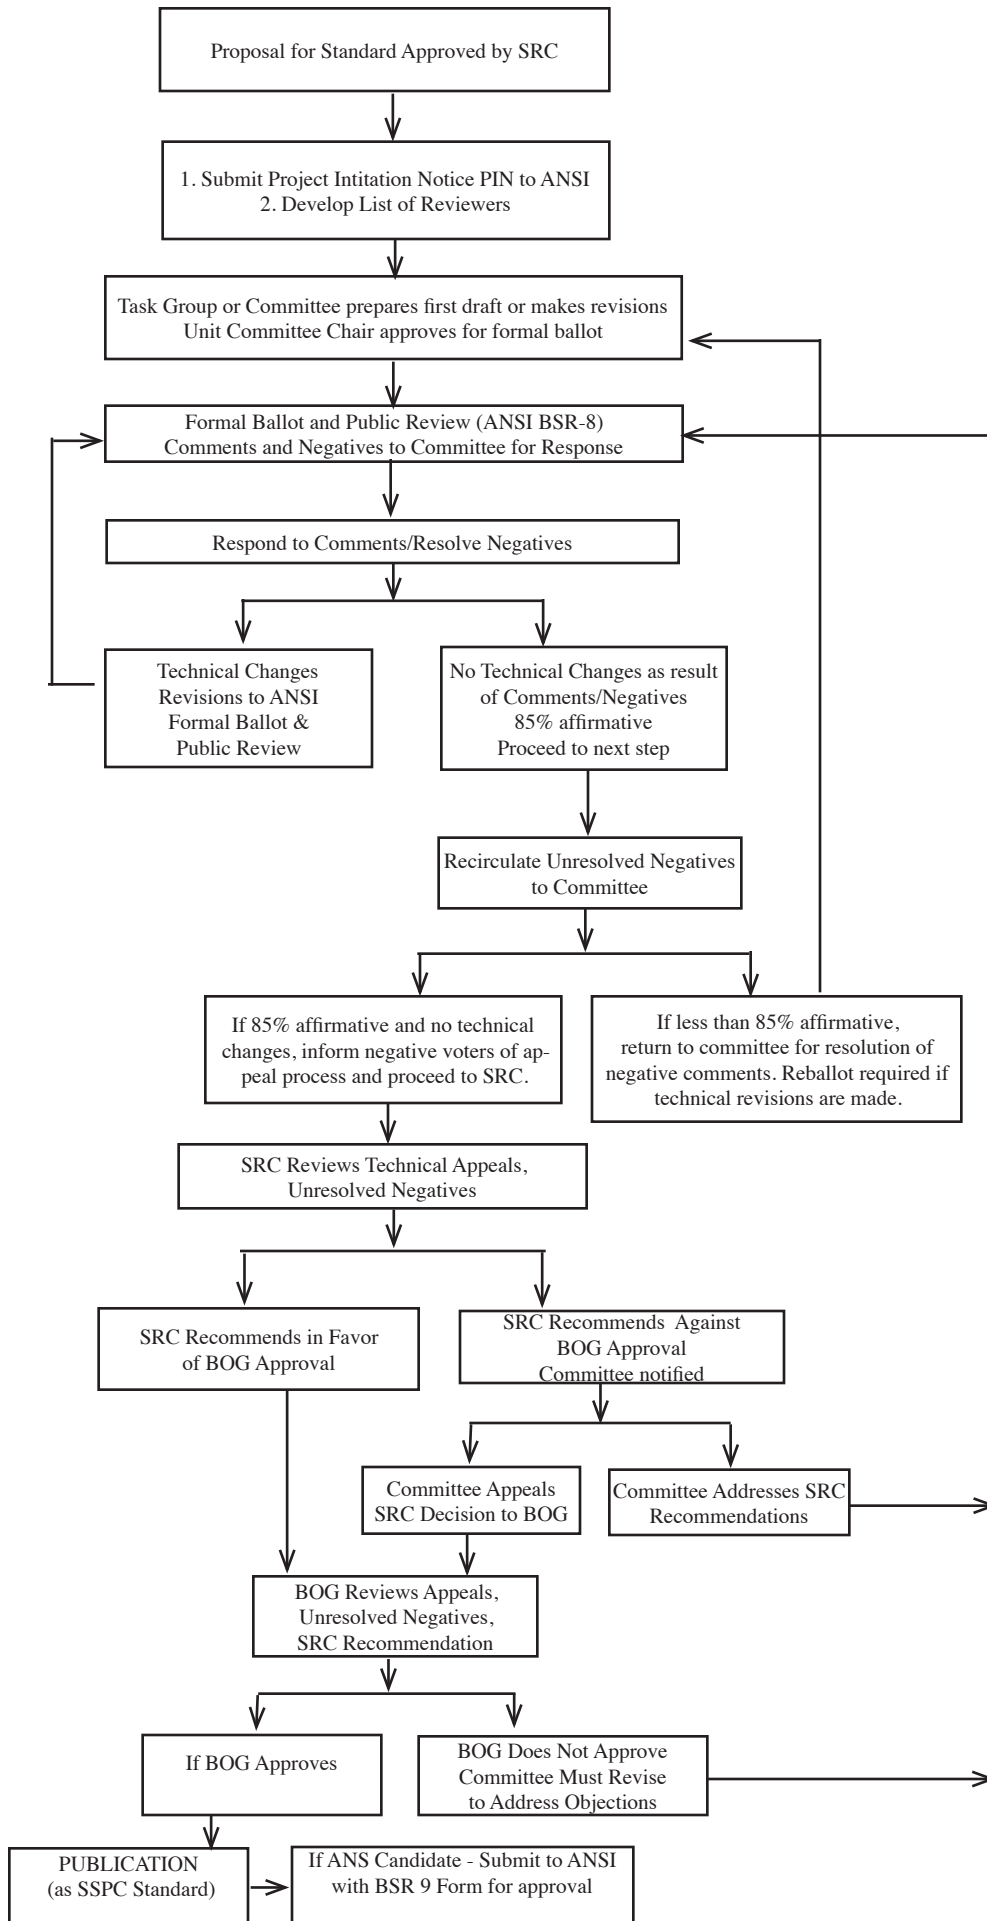 Proposal for Standard Approved by SRC
1. Submit Project Intitation Notice PIN to ANSI
2. Develop List of Reviewers
Task Group or Committee prepares first draft or makes revisions
Unit Committee Chair approves for formal ballot
Formal Ballot and Public Review (ANSI BSR-8)
Comments and Negatives to Committee for Response
Respond to Comments/Resolve Negatives
Technical Changes
Revisions to ANSI
Formal Ballot &
Public Review
No Technical Changes as result
of Comments/Negatives
85% affirmative
Proceed to next step
Recirculate Unresolved Negatives
to Committee
If 85% affirmative and no technical
changes, inform negative voters of ap-
peal process and proceed to SRC.
If less than 85% affirmative,
return to committee for resolution of
negative comments. Reballot required if
technical revisions are made.
SRC Reviews Technical Appeals,
Unresolved Negatives
SRC Recommends in Favor
of BOG Approval
SRC Recommends Against
BOG Approval
Committee notified
Committee Appeals
SRC Decision to BOG
Committee Addresses SRC
Recommendations
BOG Reviews Appeals,
Unresolved Negatives,
SRC Recommendation
If BOG Approves
BOG Does Not Approve
Committee Must Revise
to Address Objections
PUBLICATION
(as SSPC Standard)
If ANS Candidate - Submit to ANSI
with BSR 9 Form for approval